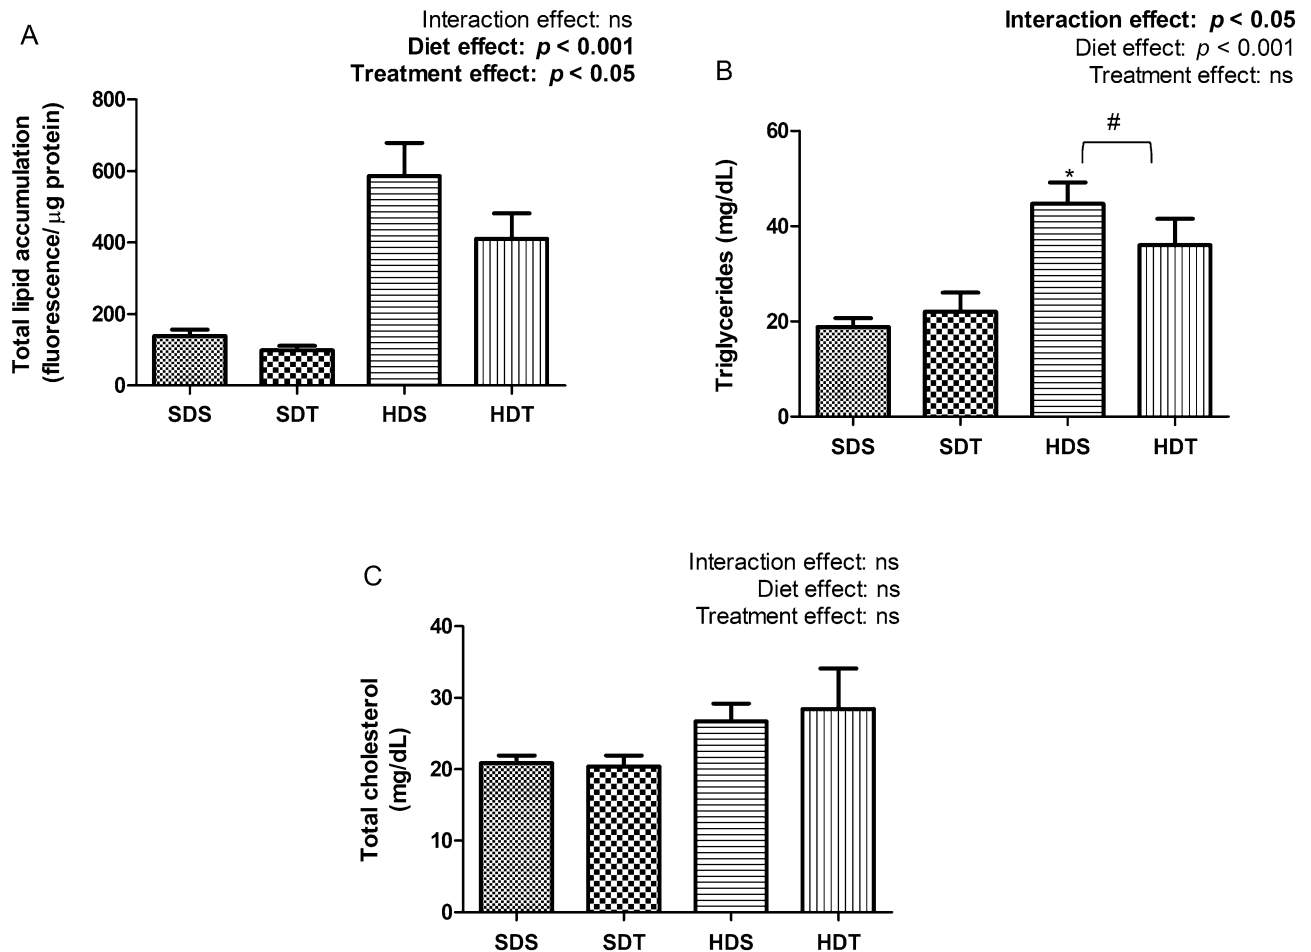 A
Interaction effect: ns
Diet effect: p < 0.001
Treatment effect: p < 0.05
Total lipid accumulation
(fluorescence/μg protein)
800
600
400
200
0
SDS SDT HDS HDT
B
Interaction effect: p < 0.05
Diet effect: p < 0.001
Treatment effect: ns
Triglycerides (mg/dL)
60
40
20
0
#
*
SDS SDT HDS HDT
C
Interaction effect: ns
Diet effect: ns
Treatment effect: ns
Total cholesterol
(mg/dL)
40
30
20
10
0
SDS SDT HDS HDT